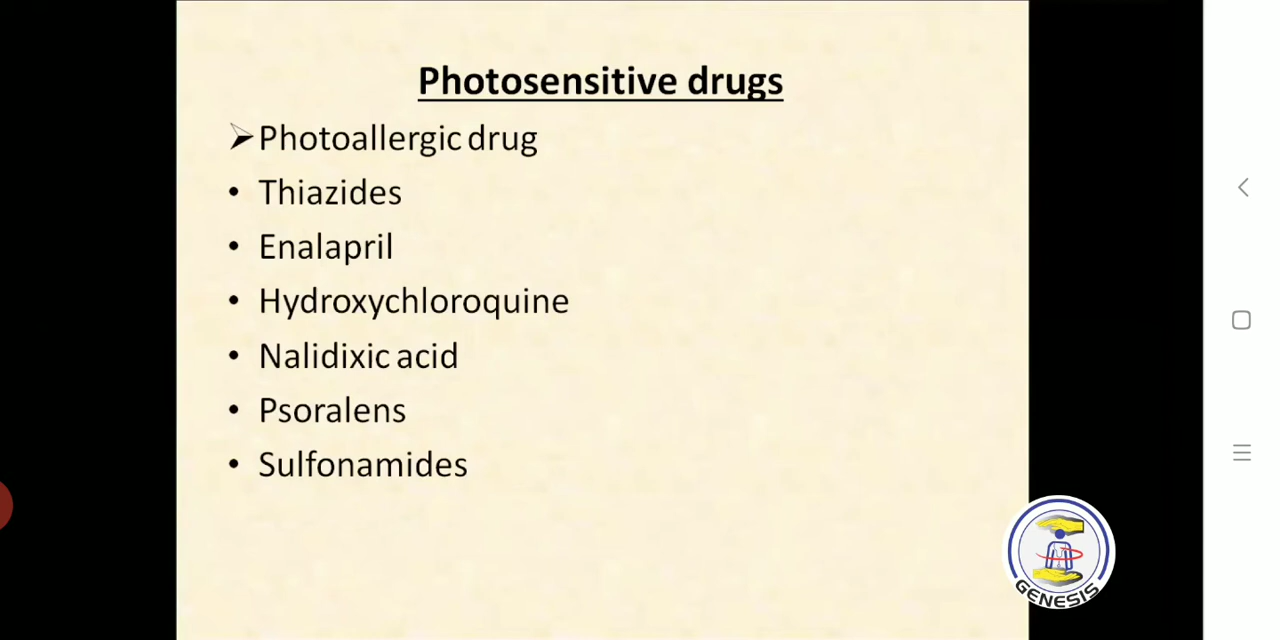 Photosensitive drugs
➢Photoallergic drug
• Thiazides
• Enalapril
• Hydroxychloroquine
• Nalidixic acid
• Psoralens
• Sulfonamides
GENESIS